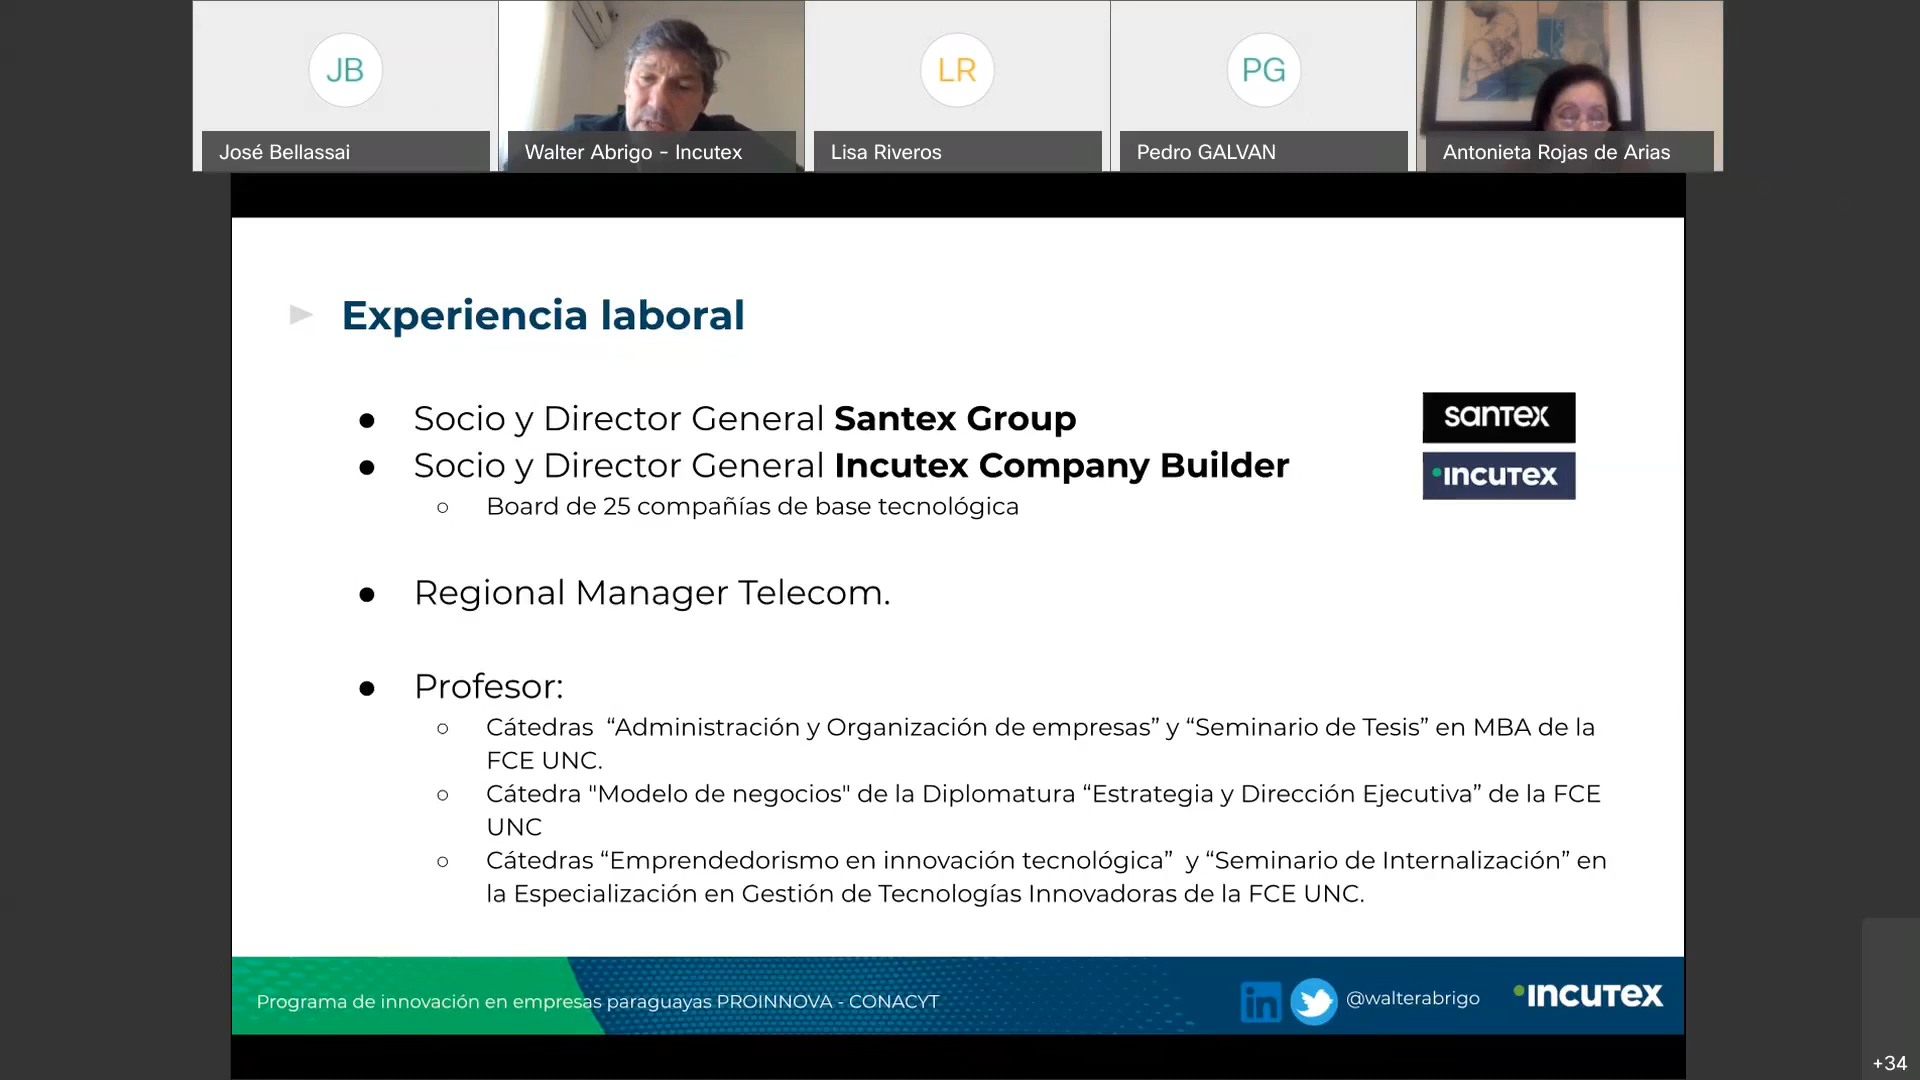 JB
LR
PG
José Bellassai
Walter Abrigo - Incutex
Lisa Riveros
Pedro GALVAN
Antonieta Rojas de Arias
Experiencia laboral
● Socio y Director General Santex Group
● Socio y Director General Incutex Company Builder
○ Board de 25 compañías de base tecnológica
santex
incutex
● Regional Manager Telecom.
● Profesor:
○ Cátedras “Administración y Organización de empresas” y “Seminario de Tesis” en MBA de la
FCE UNC.
○ Cátedra "Modelo de negocios" de la Diplomatura “Estrategia y Dirección Ejecutiva” de la FCE
UNC
○ Cátedras “Emprendedorismo en innovación tecnológica” y “Seminario de Internalización” en
la Especialización en Gestión de Tecnologías Innovadoras de la FCE UNC.
Programa de innovación en empresas paraguayas PROINNOVA - CONACYT
in
@walterabrigo
INCUTEX
+34